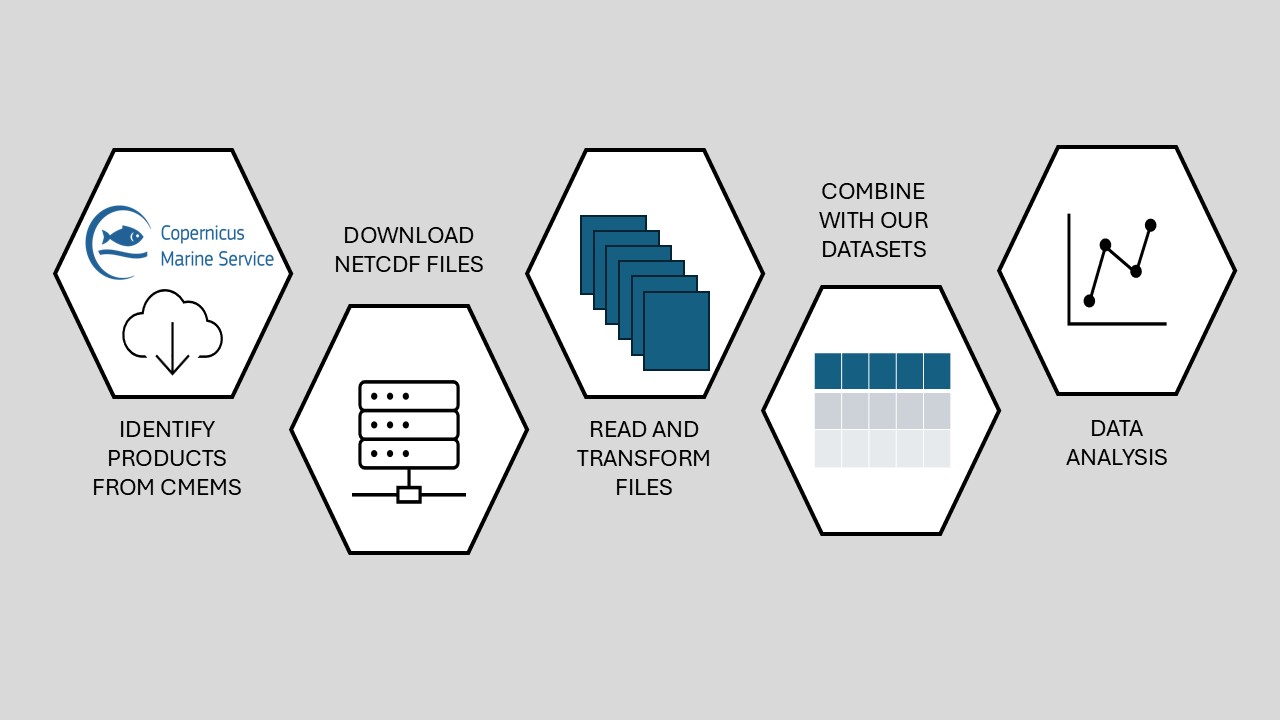 Copernicus
Marine Service
IDENTIFY
PRODUCTS
FROM CMEMS
DOWNLOAD
NETCDF FILES
READ AND
TRANSFORM
FILES
COMBINE
WITH OUR
DATASETS
DATA
ANALYSIS